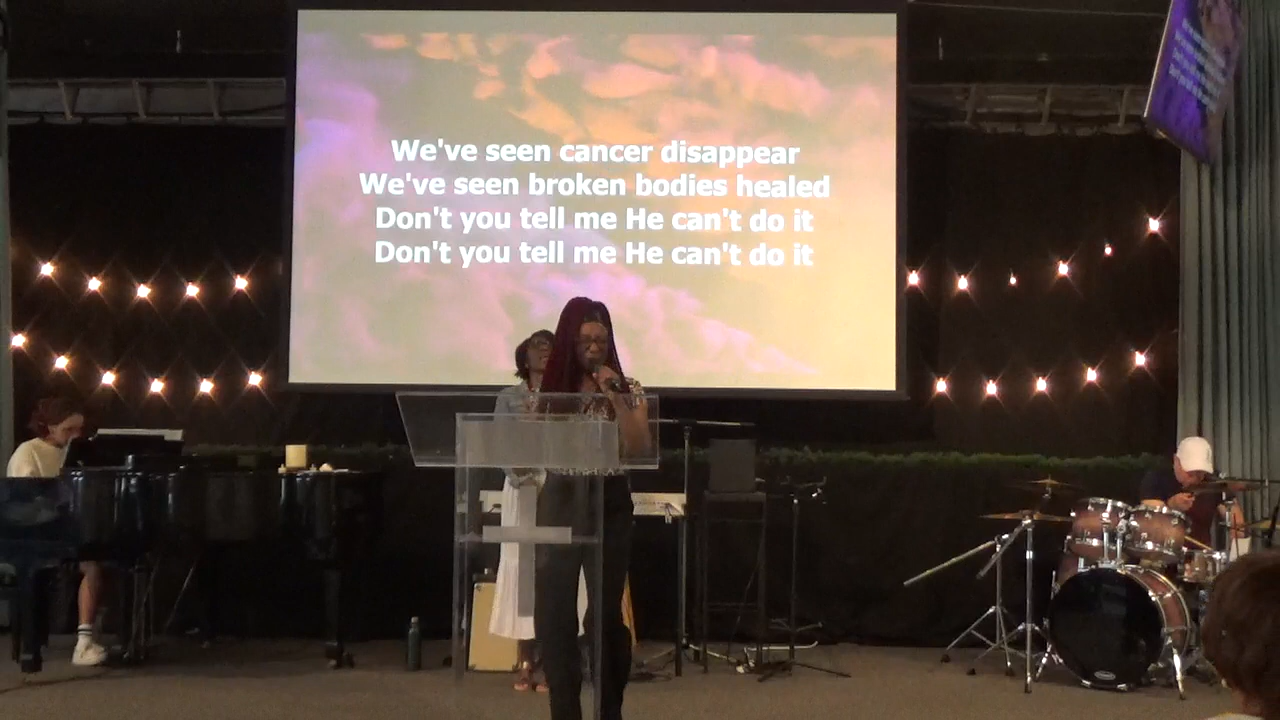 We've seen cancer disappear
We've seen broken bodies healed
Don't you tell me He can't do it
Don't you tell me He can't do it